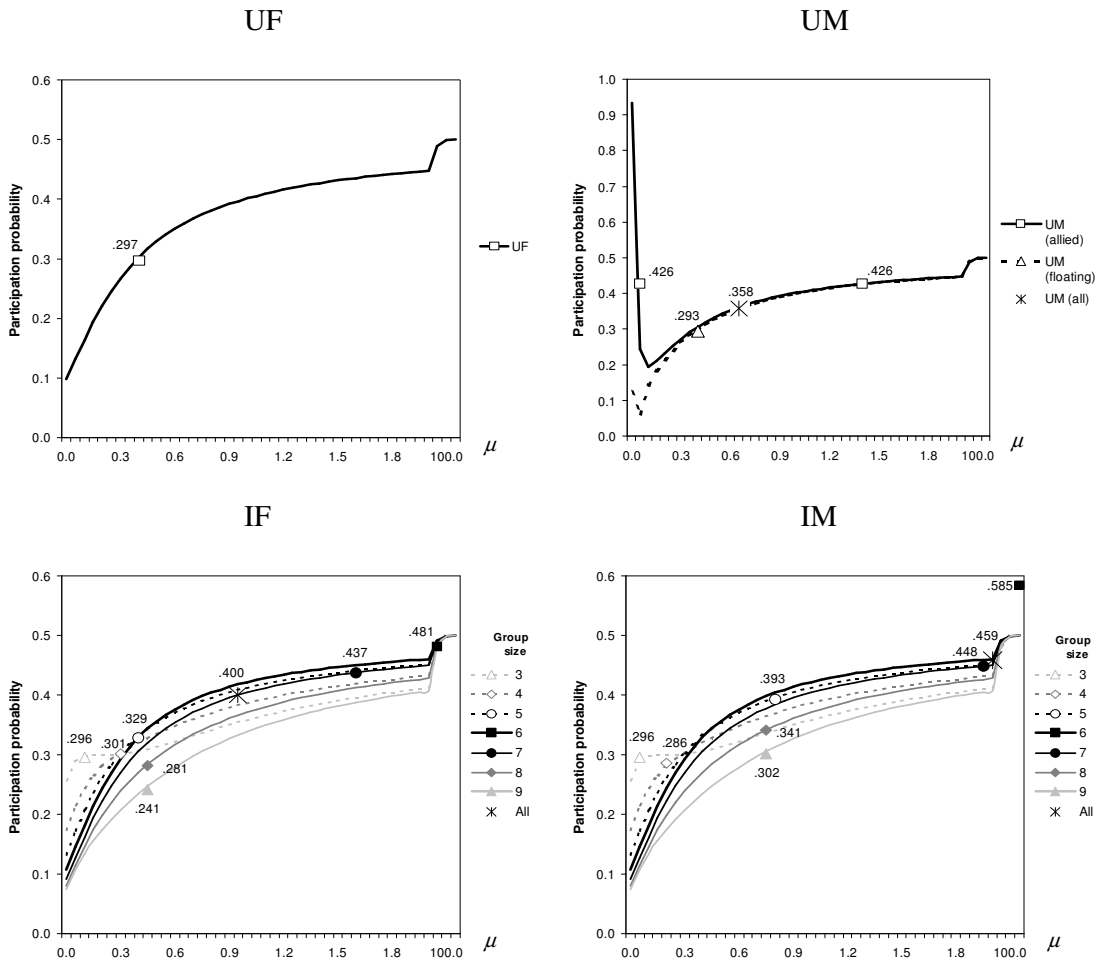 UF
0.6
0.5
0.4
0.3
0.2
0.1
0.0
Participation probability
.297
UF
0.0 0.3 0.6 0.9 1.2 1.5 1.8 100.0 μ
UM
1.0
0.9
0.8
0.7
0.6
0.5
0.4
0.3
0.2
0.1
0.0
Participation probability
.426
.293
.358
.426
UM
(allied)
UM
(floating)
UM (all)
0.0 0.3 0.6 0.9 1.2 1.5 1.8 100.0 μ
IF
0.6
0.5
0.4
0.3
0.2
0.1
0.0
Participation probability
.296
.301
.329
.400
.437
.481
.281
.241
Group
size
3
4
5
6
7
8
9
All
0.0 0.3 0.6 0.9 1.2 1.5 1.8 100.0 μ
IM
0.6
0.5
0.4
0.3
0.2
0.1
0.0
Participation probability
.296
.286
.393
.448
.459
.585
.341
.302
Group
size
3
4
5
6
7
8
9
All
0.0 0.3 0.6 0.9 1.2 1.5 1.8 100.0 μ